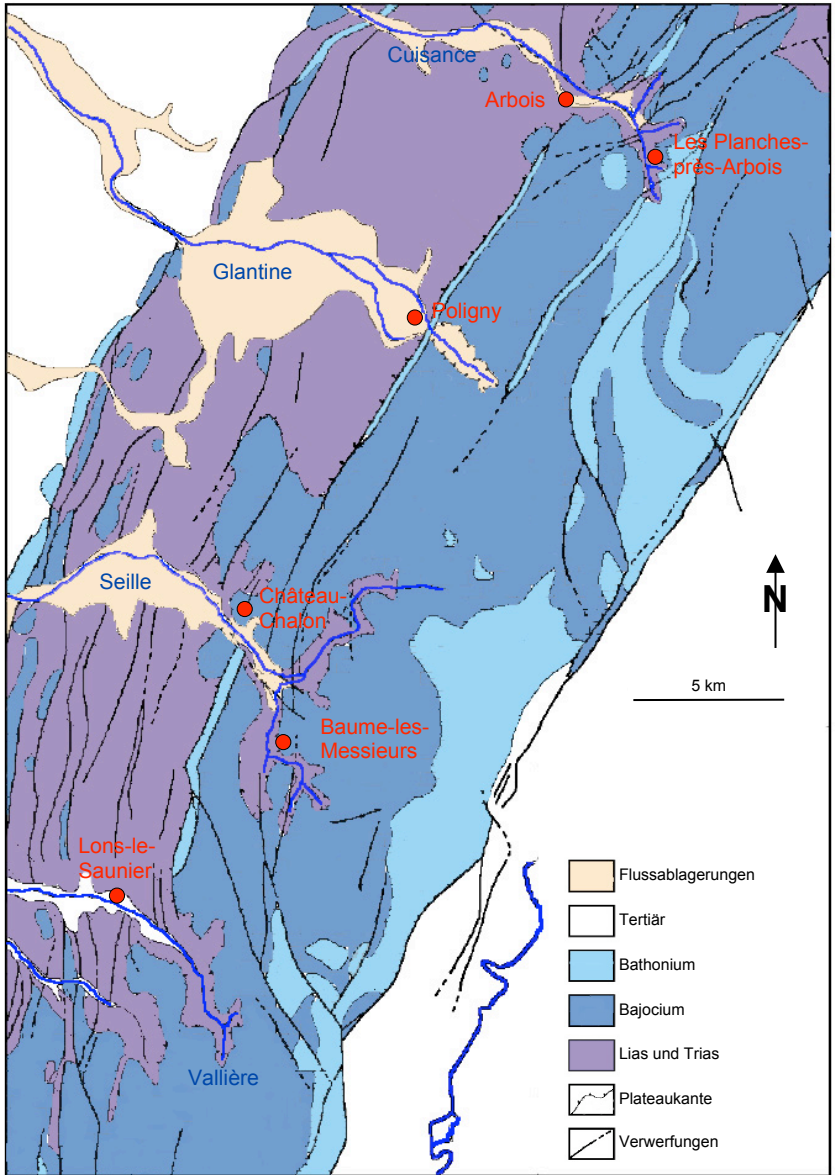 Cuisance
Arbois
Les Planches-
près-Arbois
Glantine
Poligny
Seille
Château-
Chalon
N
5 km
Baume-les-
Messieurs
Lons-le-
Saunier
Vallière
Flussablagerungen
Tertiär
Bathonium
Bajocium
Lias und Trias
Plateaukante
Verwerfungen